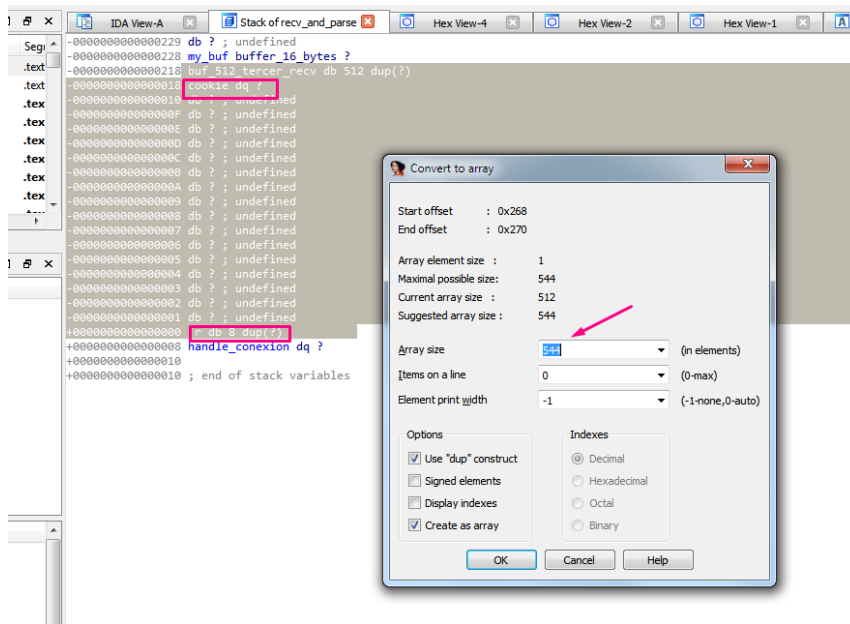 IDA View-A
Stack of recv_and_parse
Hex View-4
Hex View-2
Hex View-1
A
Segi
.text
.text
.tex
.tex
.tex
.tex
.tex
-0000000000000229 db ? ; undefined
-0000000000000228 my_buf buffer_16_bytes ?
-0000000000000218 buf_512_tercer_recv db 512 dup(?)
-0000000000000018 cookie dq ?
-0000000000000010 db ? ; undefined
-000000000000000F db ? ; undefined
-000000000000000E db ? ; undefined
-000000000000000D db ? ; undefined
-000000000000000C db ? ; undefined
-000000000000000B db ? ; undefined
-000000000000000A db ? ; undefined
-0000000000000009 db ? ; undefined
-0000000000000008 db ? ; undefined
-0000000000000007 db ? ; undefined
-0000000000000006 db ? ; undefined
-0000000000000005 db ? ; undefined
-0000000000000004 db ? ; undefined
-0000000000000003 db ? ; undefined
-0000000000000002 db ? ; undefined
-0000000000000001 db ? ; undefined
+0000000000000000 r db 8 dup(?)
+0000000000000008 handle_conexion dq ?
+0000000000000010
+0000000000000010 ; end of stack variables
Convert to array
Start offset : 0x268
End offset : 0x270
Array element size : 1
Maximal possible size: 544
Current array size : 512
Suggested array size : 544
Array size 544 (in elements)
Items on a line 0 (0-max)
Element print width -1 (-1-none,0-auto)
Options
Use "dup" construct
Signed elements
Display indexes
Create as array
Indexes
Decimal
Hexadecimal
Octal
Binary
OK
Cancel
Help